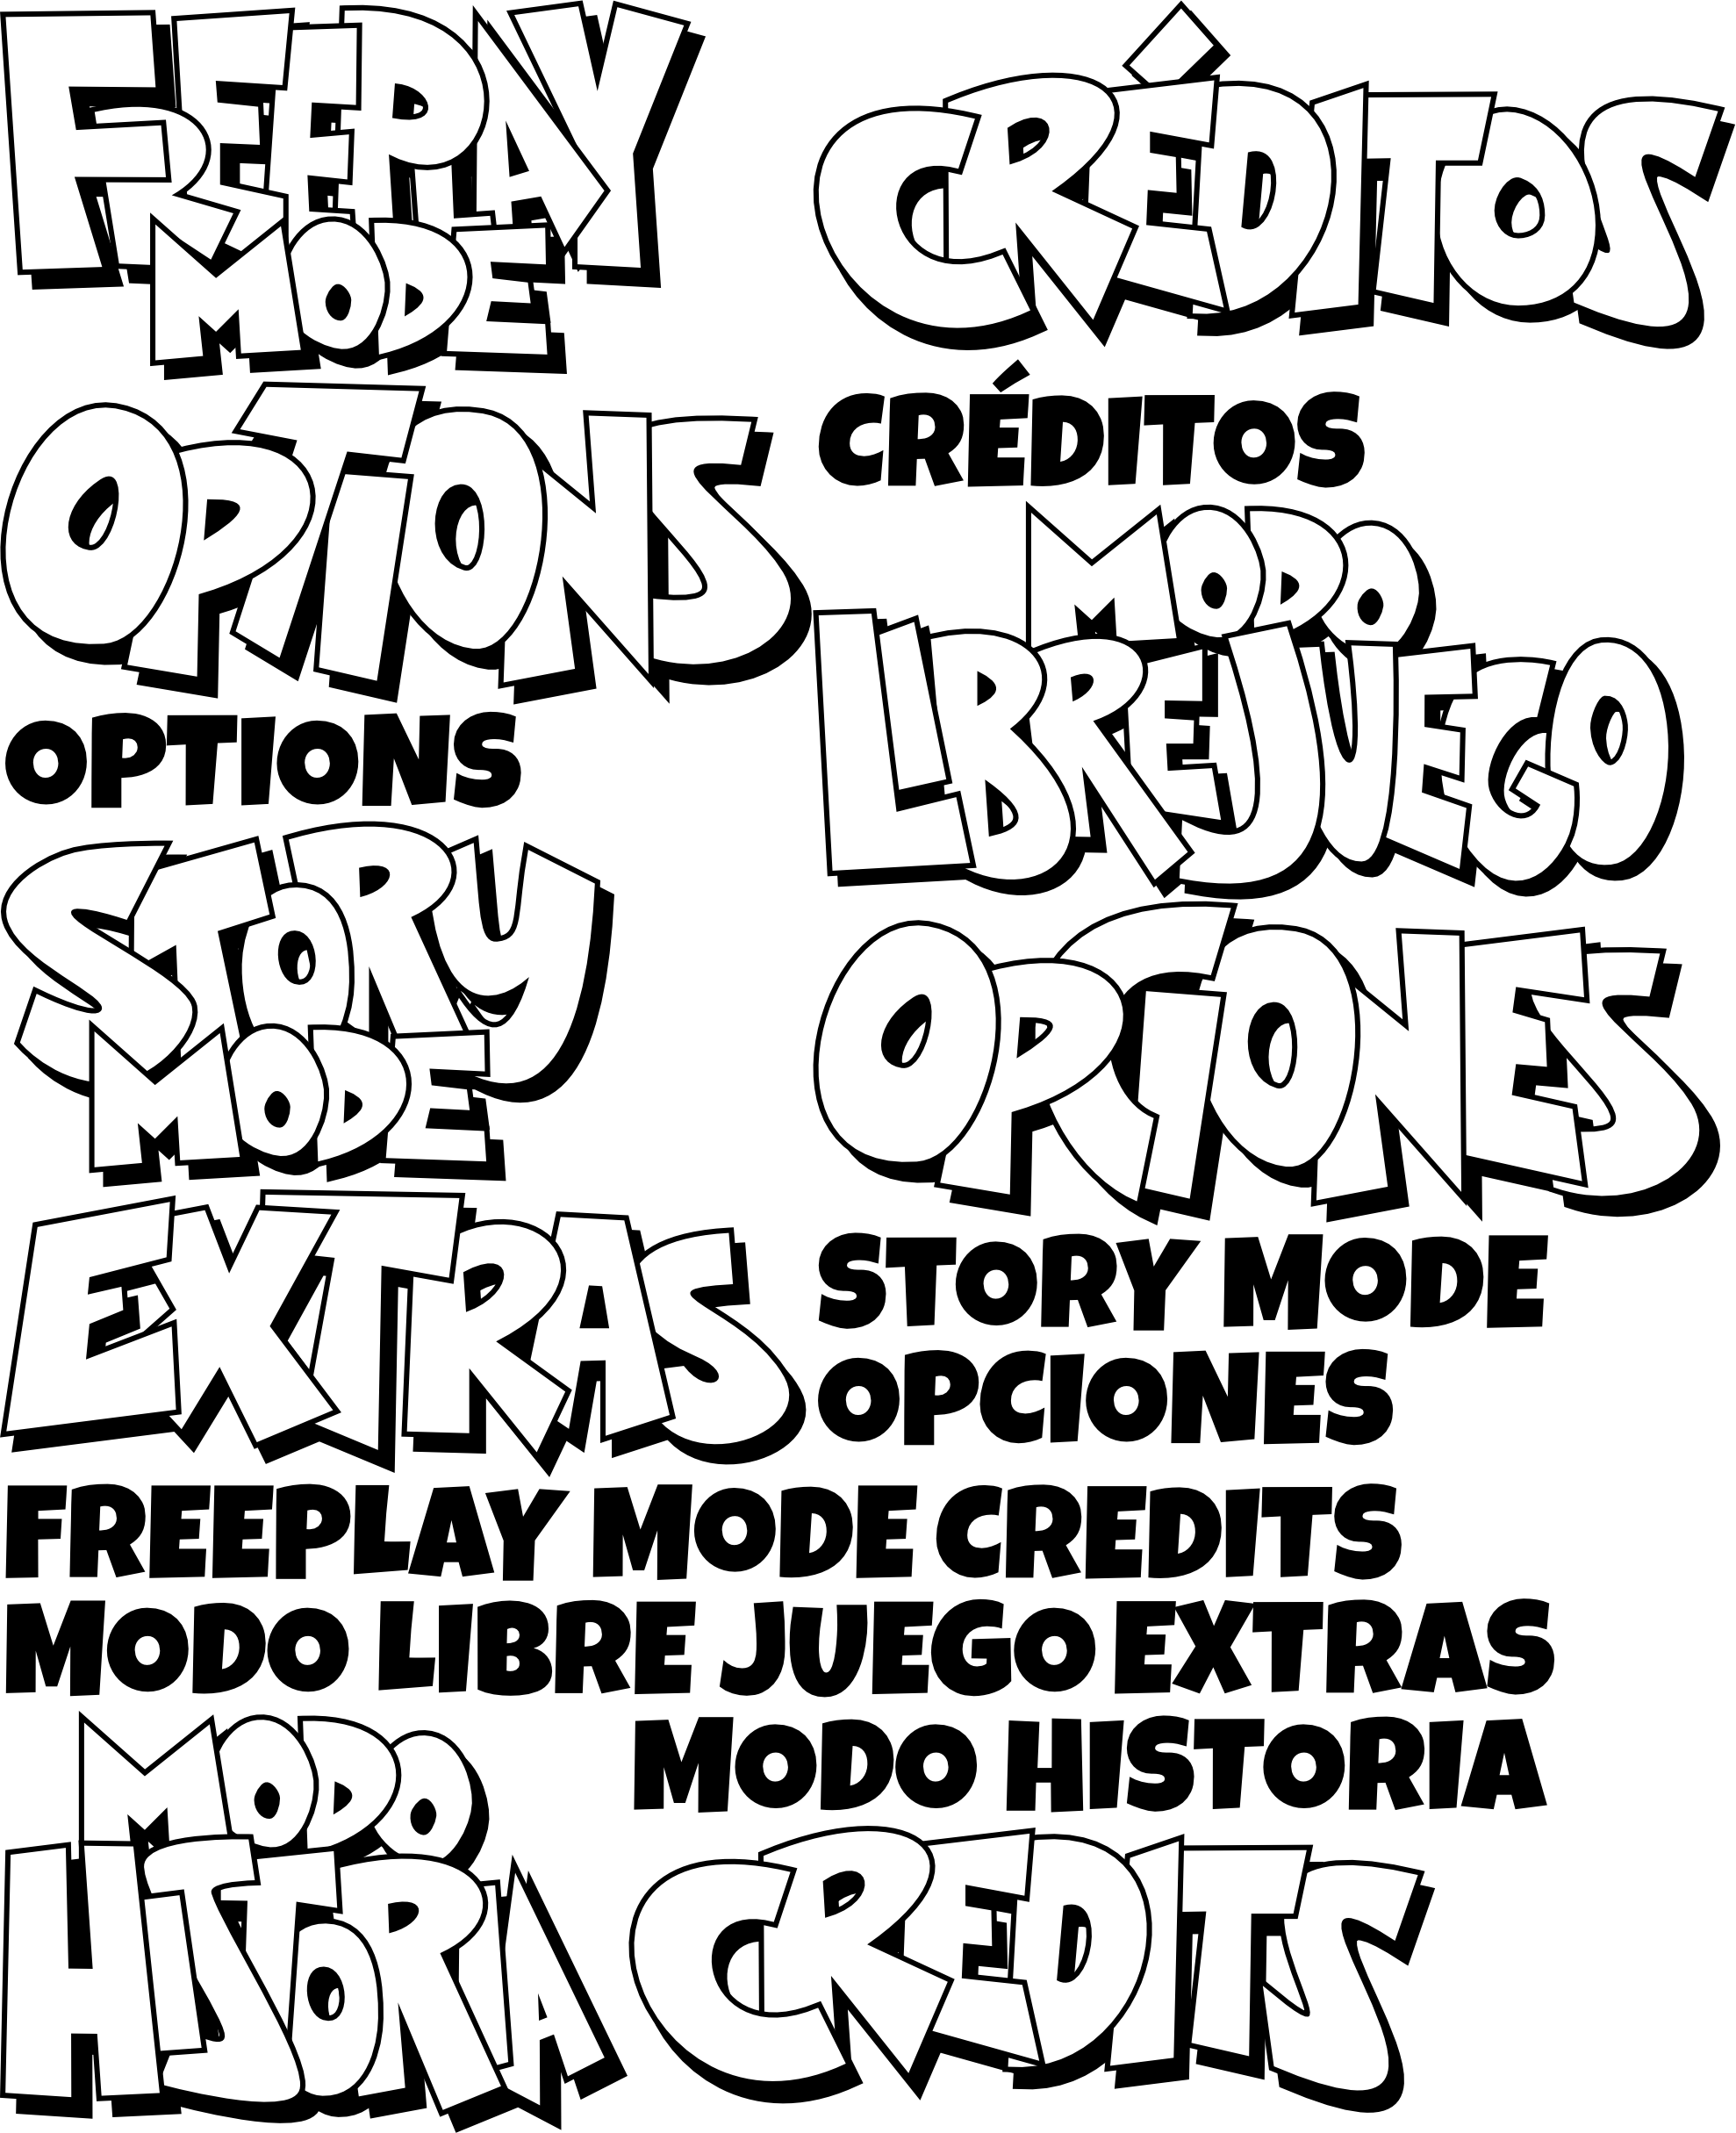 FREEPLAY
MODE
CRÉDITOS
CRÉDITOS
OPTIONS
MODO
LIBREJUEGO
OPTIONS
STORY
MODE
OPCIONES
EXTRAS
STORY MODE
OPCIONES
FREEPLAY MODE CREDITS
MODO LIBRE JUEGO EXTRAS
MODO HISTORIA
MODO
HISTORIA
CREDITS